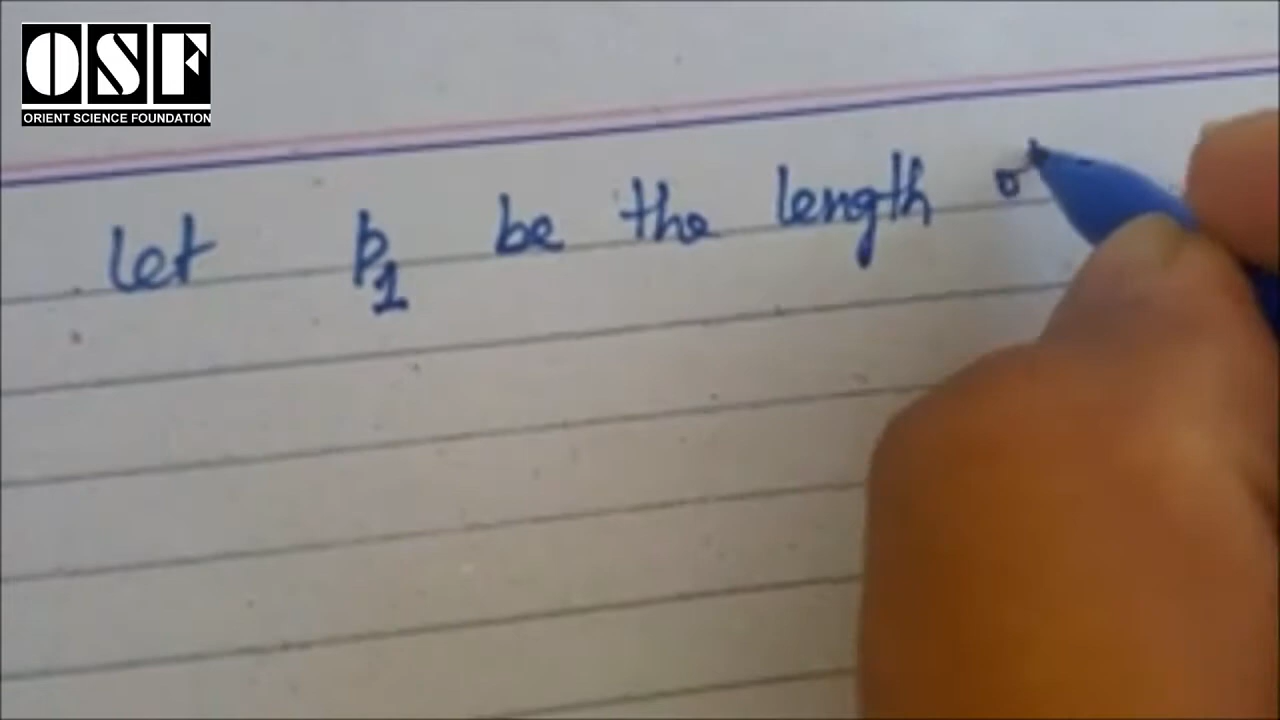 OSF
ORIENT SCIENCE FOUNDATION
Let p₁ be the length